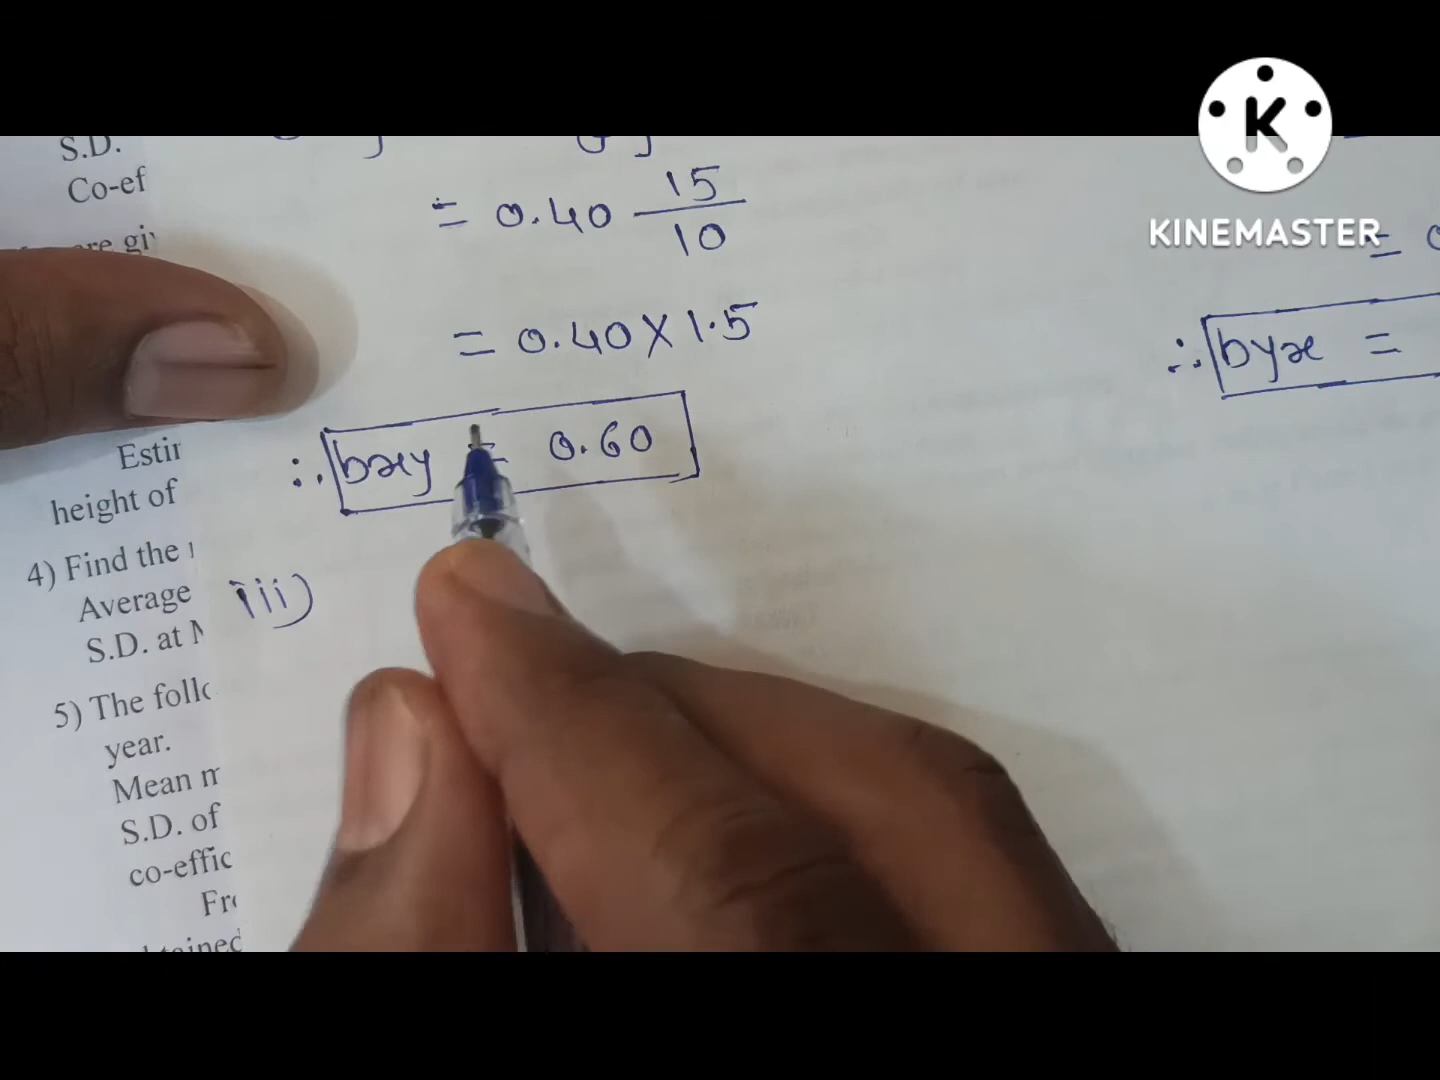 S.D.
Co-ef
= 0.40 15/10
= 0.40 X 1.5
∴ bxy = 0.60
iii)
∴ byx =
KINEMASTER
Estir
height of
4) Find the
Average
S.D. at
5) The follo
year.
Mean m
S.D. of
co-effic
Fr